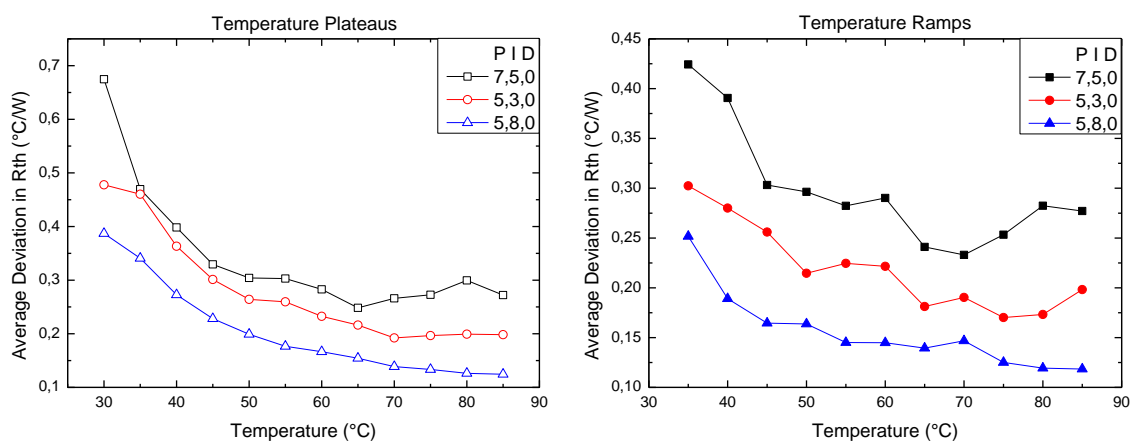 Temperature Plateaus
P I D
7,5,0
5,3,0
5,8,0
0,7
0,6
0,5
0,4
0,3
0,2
0,1
Average Deviation in Rth (°C/W)
30 40 50 60 70 80 90
Temperature (°C)
Temperature Ramps
P I D
7,5,0
5,3,0
5,8,0
0,45
0,40
0,35
0,30
0,25
0,20
0,15
0,10
Average Deviation in Rth (°C/W)
30 40 50 60 70 80 90
Temperature (°C)